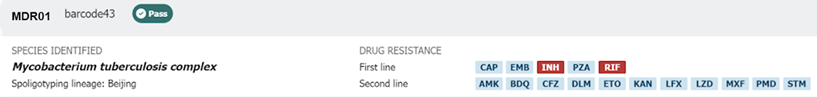 MDR01 barcode43 Pass
SPECIES IDENTIFIED DRUG RESISTANCE
Mycobacterium tuberculosis complex First line CAP EMB INH PZA RIF
Spoligotyping lineage: Beijing Second line AMK BDQ CFZ DLM ETO KAN LFX LZD MXF PMD STM